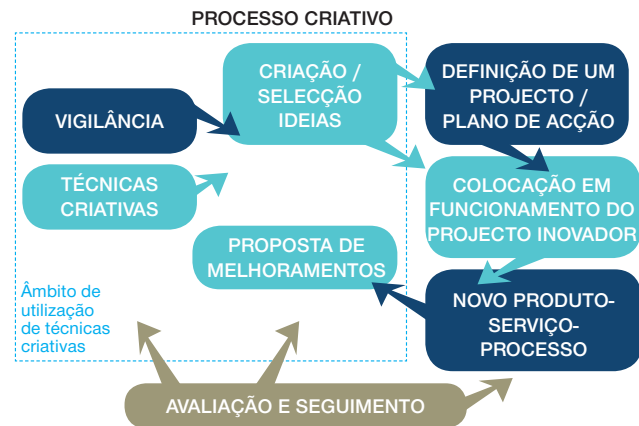 PROCESSO CRIATIVO
CRIAÇÃO /
SELECÇÃO
IDEIAS
DEFINIÇÃO DE UM
PROJECTO /
PLANO DE ACÇÃO
VIGILÂNCIA
TÉCNICAS
CRIATIVAS
COLOCAÇÃO EM
FUNCIONAMENTO DO
PROJECTO INOVADOR
PROPOSTA DE
MELHORAMENTOS
NOVO PRODUTO-
SERVIÇO-
PROCESSO
Âmbito de
utilização
de técnicas
criativas
AVALIAÇÃO E SEGUIMENTO